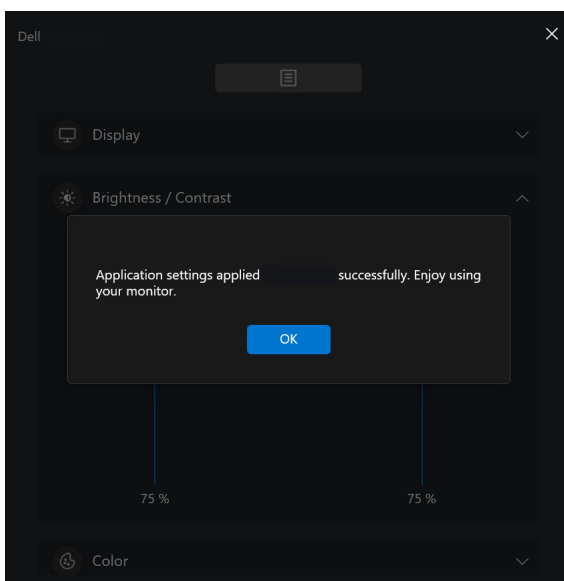 Dell
Display
Brightness / Contrast
Application settings applied successfully. Enjoy using
your monitor.
OK
75 % 75 %
Color